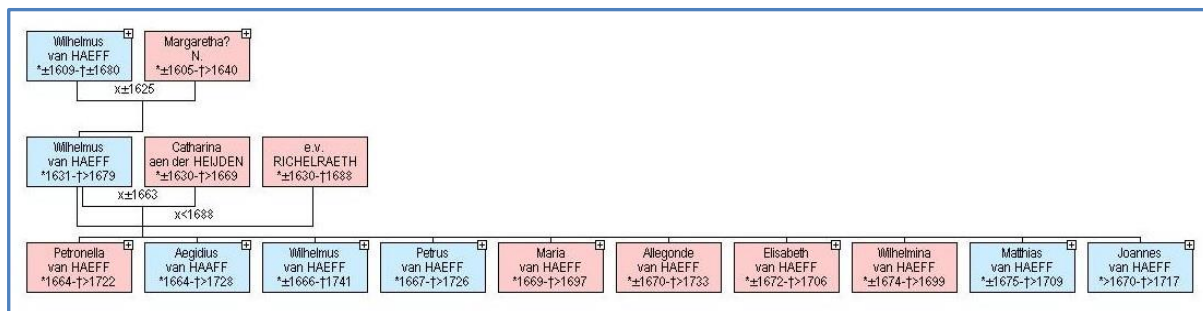 Wilhelmus
van HAEFF
*±1609-†±1680
Margaretha?
N.
*±1605-†>1640
x±1625
Wilhelmus
van HAEFF
*1631-†>1679
Catharina
aen der HEIJDEN
*±1630-†>1669
e.v.
RICHELRAETH
*±1630-†1688
x±1663
x<1688
Petronella
van HAEFF
*1664-†>1722
Aegidius
van HAAFF
*1664-†>1728
Wilhelmus
van HAEFF
*±1666-†1741
Petrus
van HAEFF
*1667-†>1726
Maria
van HAEFF
*1669-†>1697
Allegonde
van HAEFF
*±1670-†>1733
Elisabeth
van HAEFF
*±1672-†>1706
Wilhelmina
van HAEFF
*±1674-†>1699
Matthias
van HAEFF
*±1675-†>1709
Joannes
van HAEFF
*>1670-†>1717